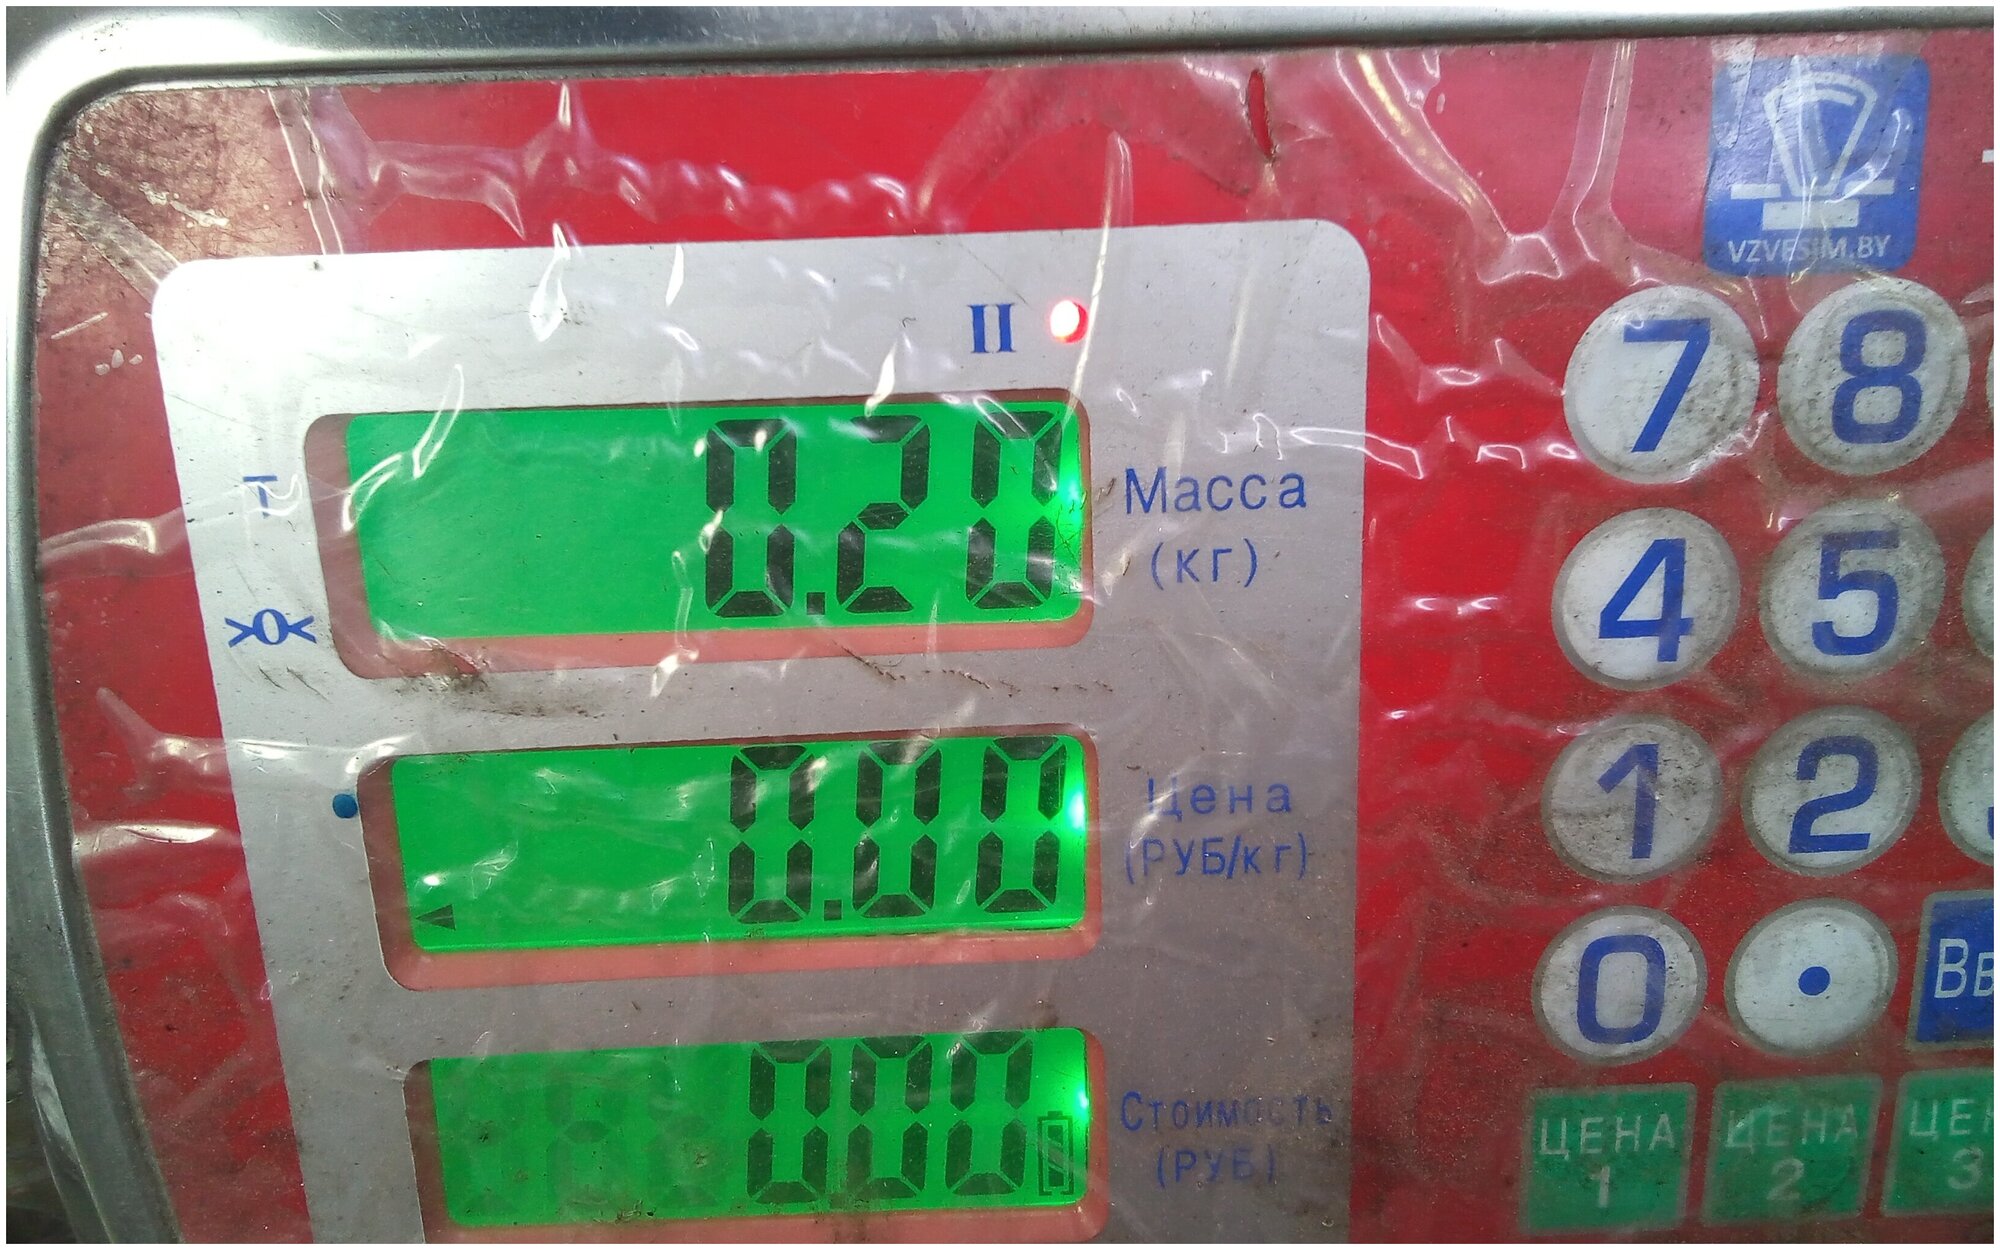 VZVESIM.BY
II
T
0.20
Масса
(кг)
>0<
0.00
Цена
(РУБ/кг)
000
Стоимость
(РУБ)
7 8
4 5
1 2
0 .
ЦЕНА 1
ЦЕНА 2